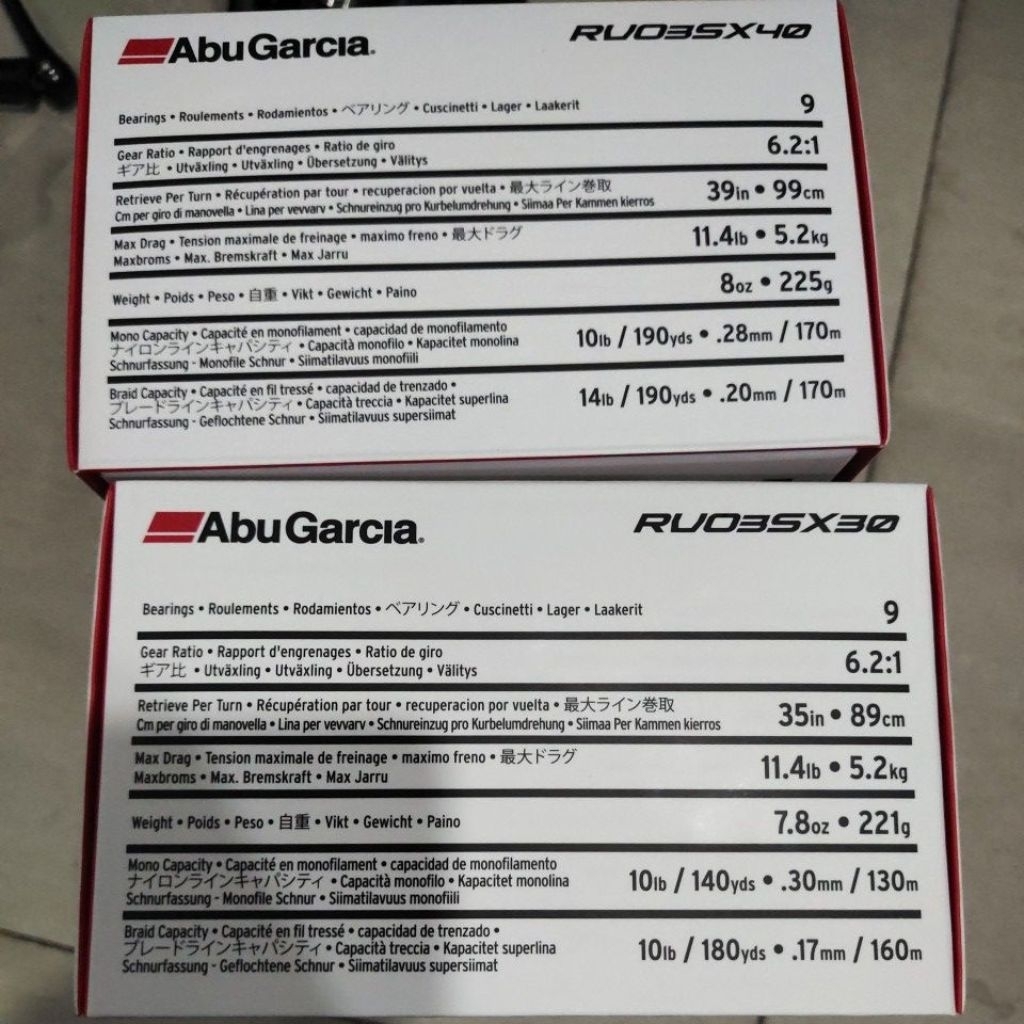 AbuGarcia.
RVO3SX40
Bearings • Roulements • Rodamientos • ベアリング • Cuscinetti • Lager • Laakerit
9
Gear Ratio • Rapport d'engrenages • Ratio de giro
ギア比 • Utväxling • Utväxling • Übersetzung • Välitys
6.2:1
Retrieve Per Turn • Récupération par tour • recuperacion por vuelta • 最大ライン巻取
Cm per giro di manovella • Lina per vevvarv • Schnureinzug pro Kurbelumdrehung • Siimaa Per Kammen kierros
39in • 99cm
Max Drag • Tension maximale de freinage • maximo freno • 最大ドラグ
Maxbroms • Max. Bremskraft • Max Jarru
11.4lb • 5.2kg
Weight • Poids • Peso • 自重 • Vikt • Gewicht • Paino
8oz • 225g
Mono Capacity • Capacité en monofilament • capacidad de monofilamento
ナイロンラインキャパシティ • Capacità monofilo • Kapacitet monolina
Schnurfassung - Monofile Schnur • Siimatilavuus monofiili
10lb / 190yds • .28mm / 170m
Braid Capacity • Capacité en fil tressé • capacidad de trenzado •
ブレードラインキャパシティ • Capacità treccia • Kapacitet superlina
Schnurfassung - Geflochtene Schnur • Siimatilavuus supersiimat
14lb / 190yds • .20mm / 170m
AbuGarcia.
RVO3SX30
Bearings • Roulements • Rodamientos • ベアリング • Cuscinetti • Lager • Laakerit
9
Gear Ratio • Rapport d'engrenages • Ratio de giro
ギア比 • Utväxling • Utväxling • Übersetzung • Välitys
6.2:1
Retrieve Per Turn • Récupération par tour • recuperacion por vuelta • 最大ライン巻取
Cm per giro di manovella • Lina per vevvarv • Schnureinzug pro Kurbelumdrehung • Siimaa Per Kammen kierros
35in • 89cm
Max Drag • Tension maximale de freinage • maximo freno • 最大ドラグ
Maxbroms • Max. Bremskraft • Max Jarru
11.4lb • 5.2kg
Weight • Poids • Peso • 自重 • Vikt • Gewicht • Paino
7.8oz • 221g
Mono Capacity • Capacité en monofilament • capacidad de monofilamento
ナイロンラインキャパシティ • Capacità monofilo • Kapacitet monolina
Schnurfassung - Monofile Schnur • Siimatilavuus monofiili
10lb / 140yds • .30mm / 130m
Braid Capacity • Capacité en fil tressé • capacidad de trenzado •
ブレードラインキャパシティ • Capacità treccia • Kapacitet superlina
Schnurfassung - Geflochtene Schnur • Siimatilavuus supersiimat
10lb / 180yds • .17mm / 160m